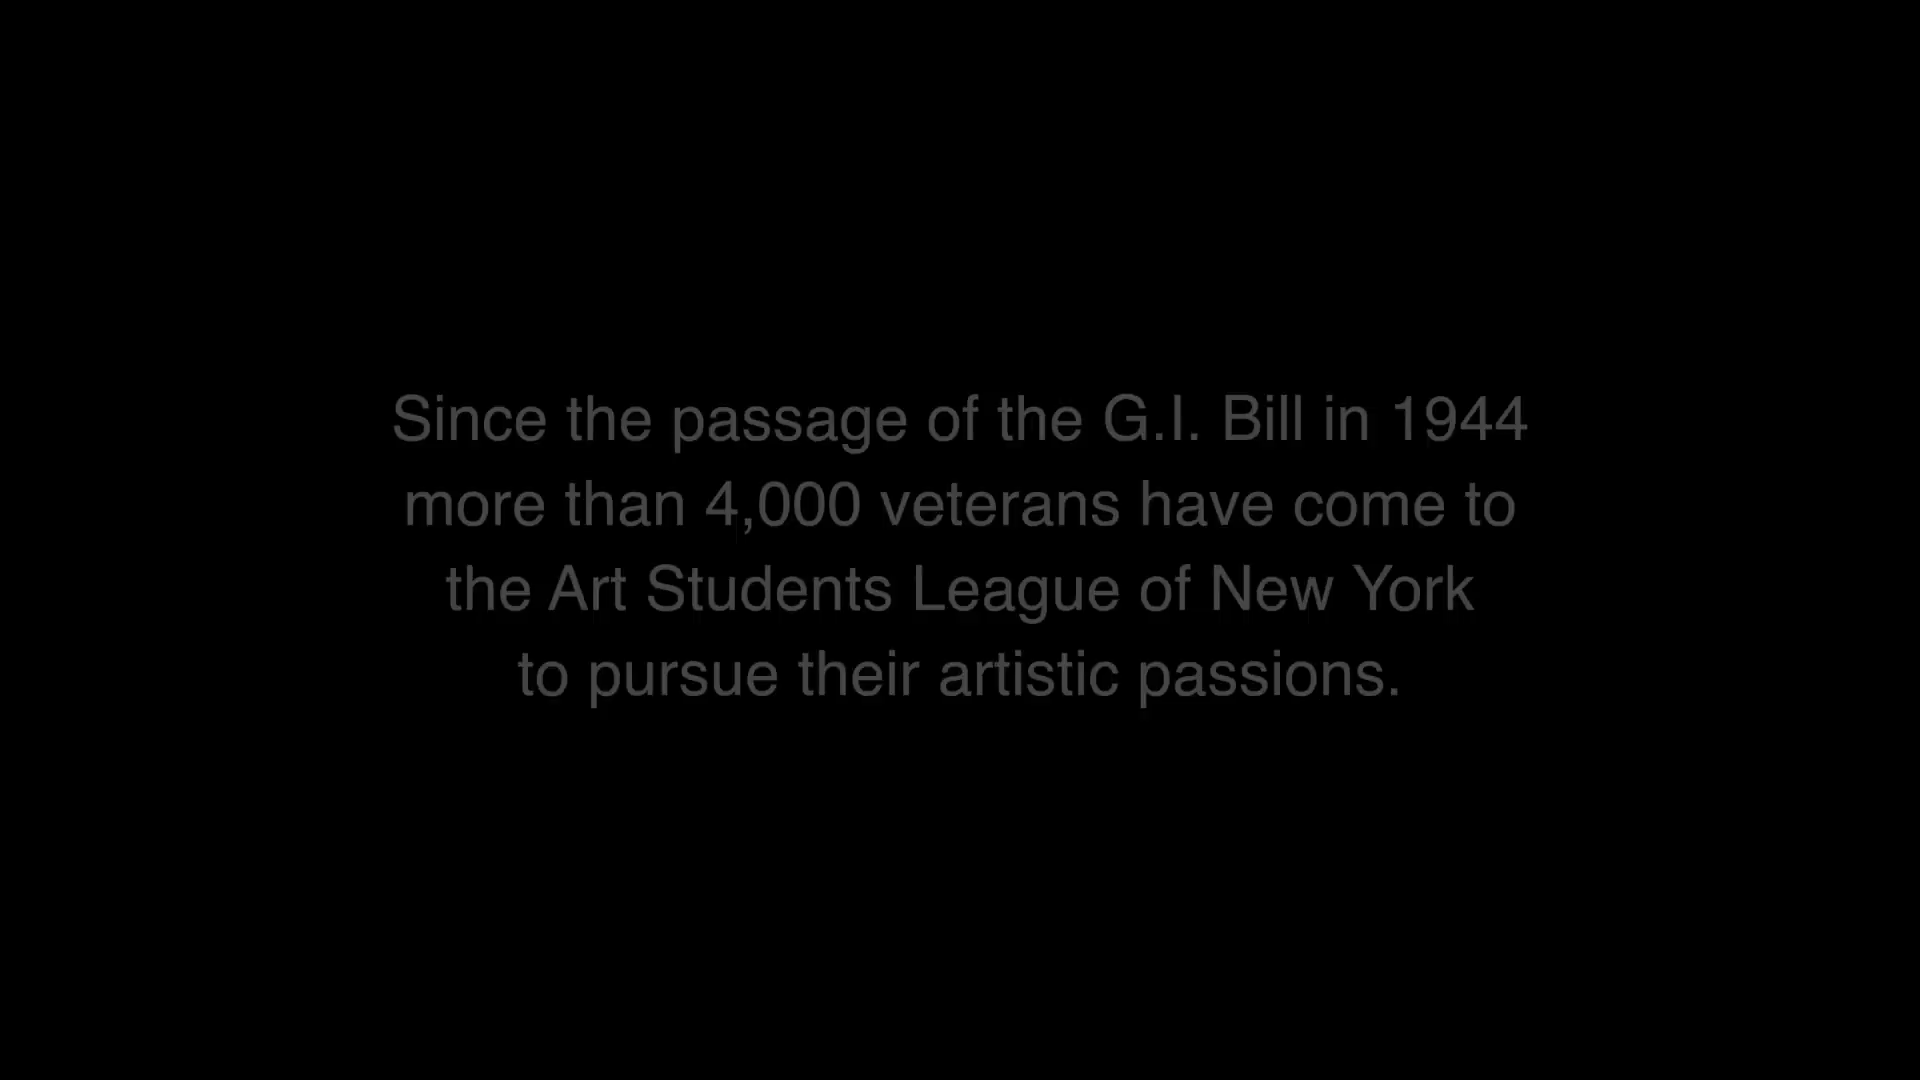 Since the passage of the G.I. Bill in 1944
more than 4,000 veterans have come to
the Art Students League of New York
to pursue their artistic passions.